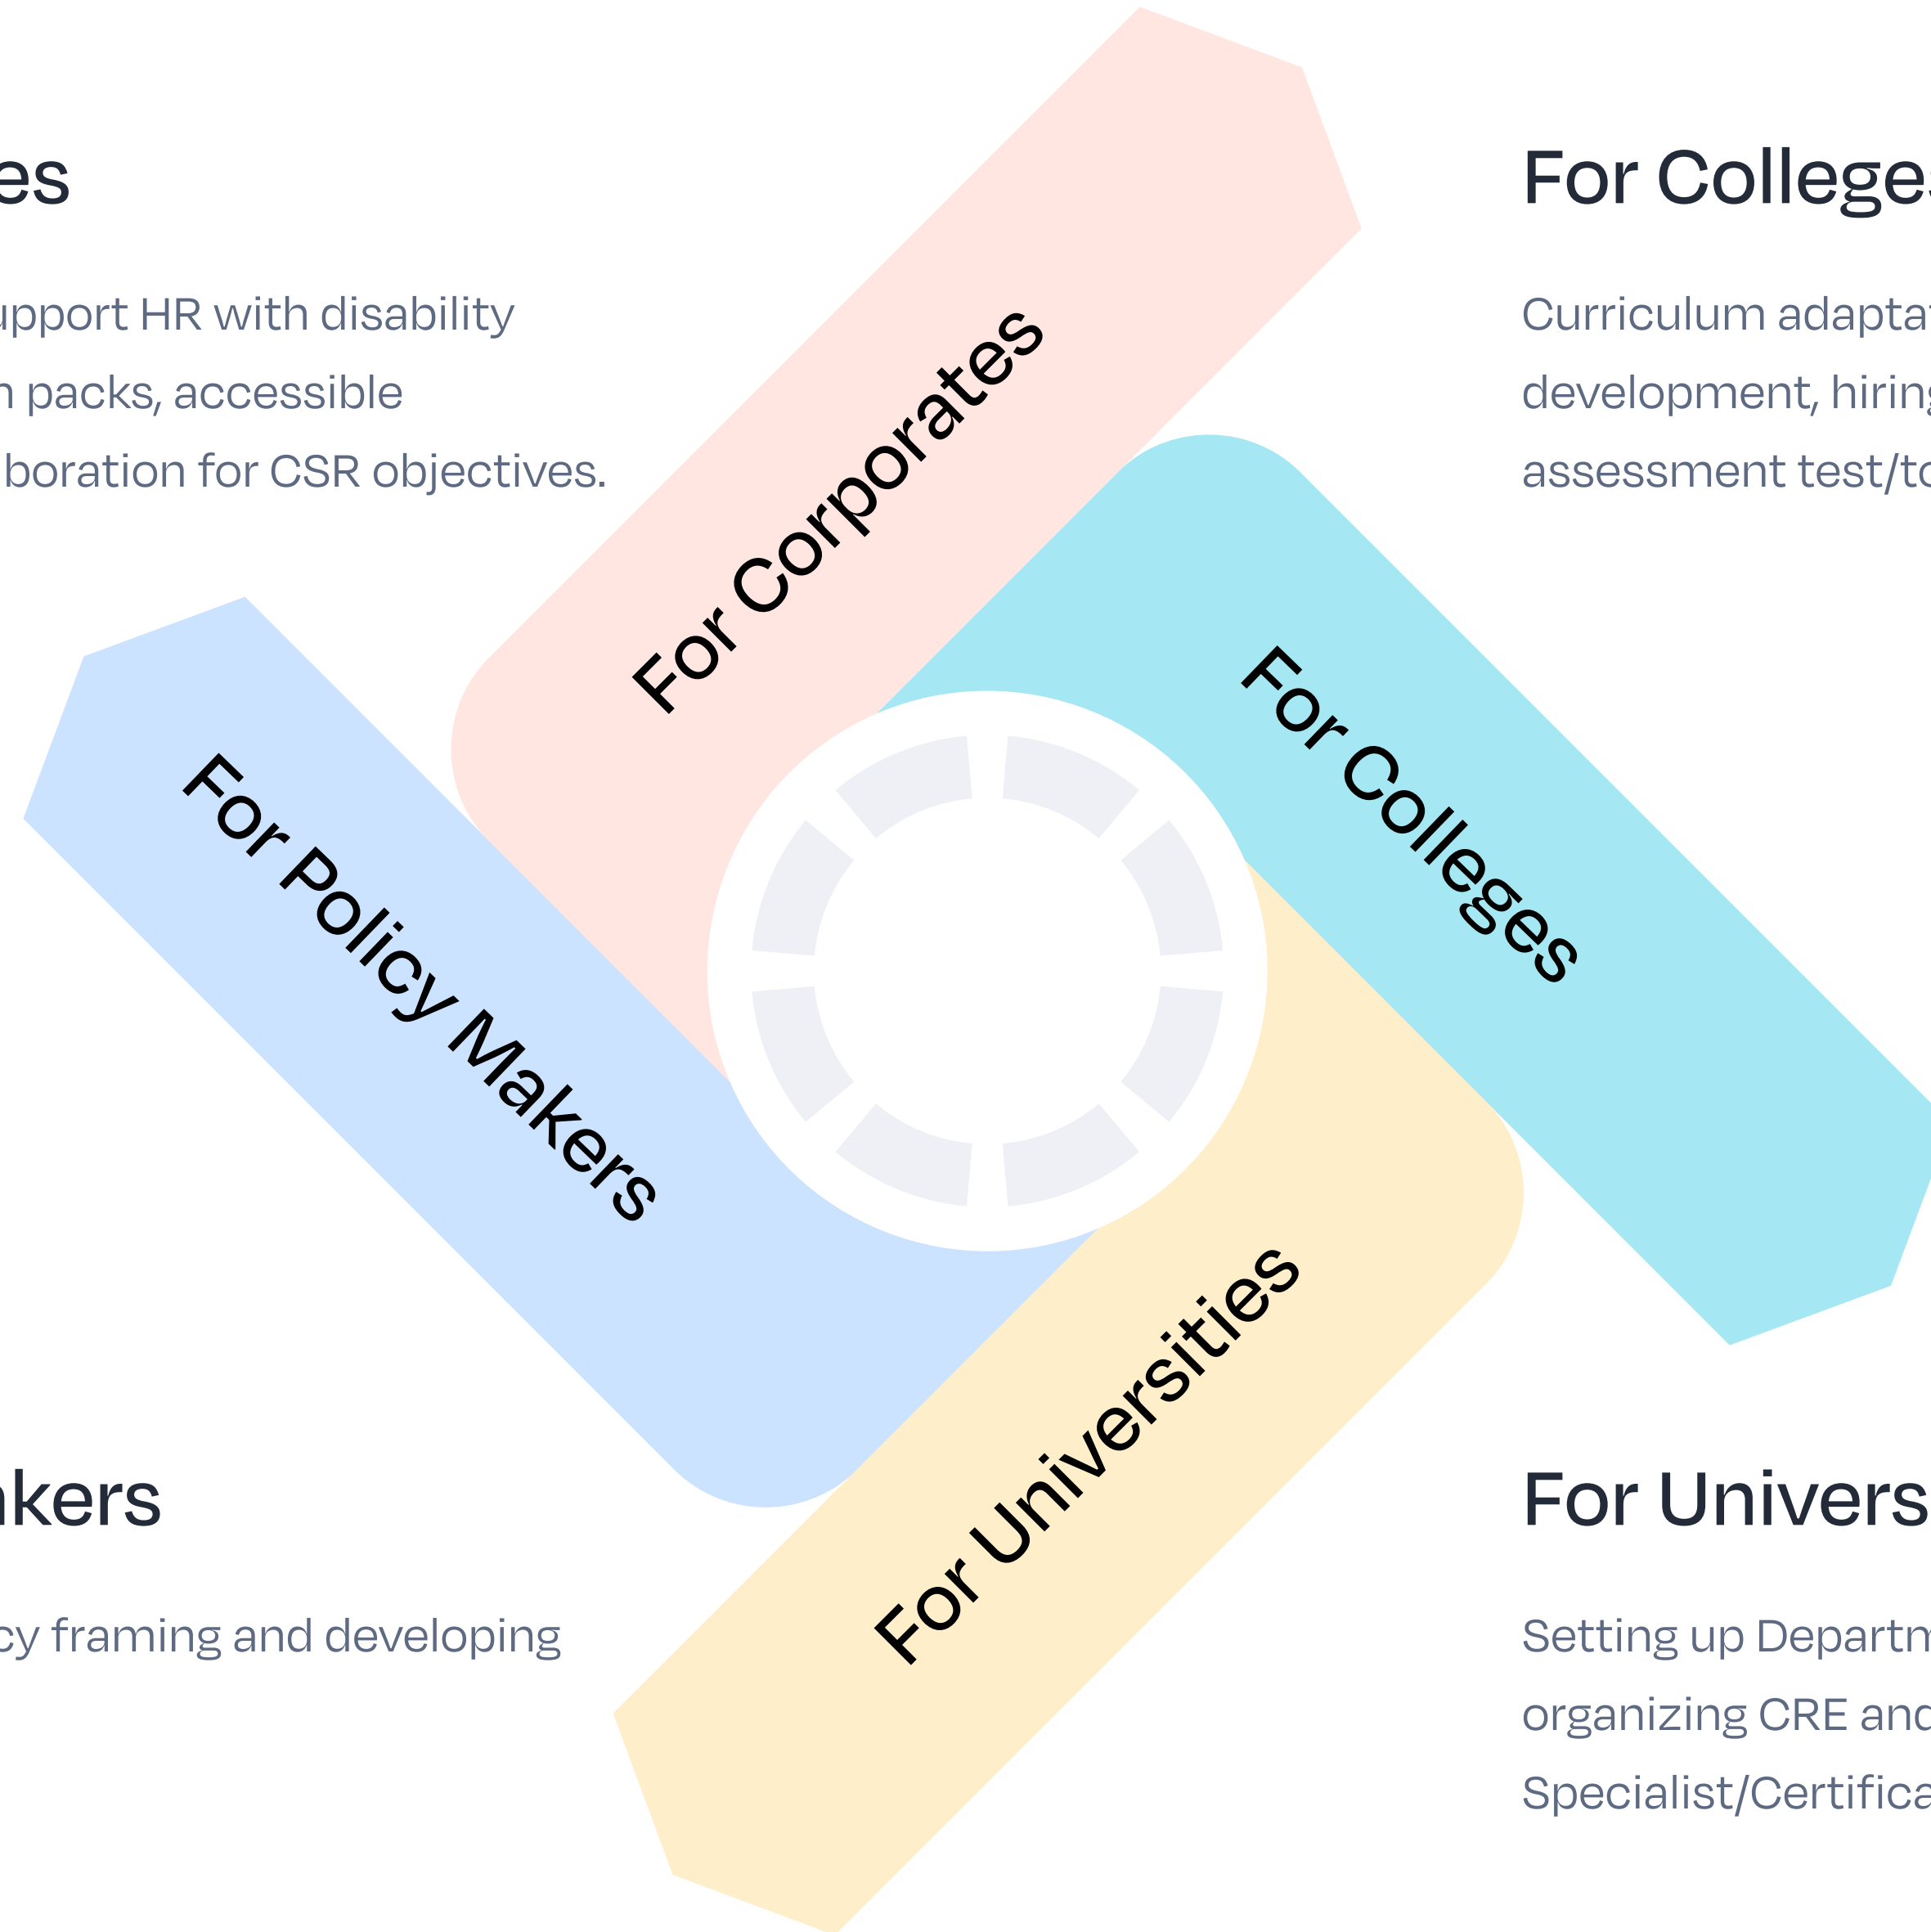 es
upport HR with disability
packs, accessible
boration for CSR objectives.
For Corporates
For Colleges
Curriculum adapta
development, hiring
assessment test/to
For Policy Makers
For Colleges
For Universities
kers
cy framing and developing
For Univers
Setting up Departm
organizing CRE and
Specialist/Certifica